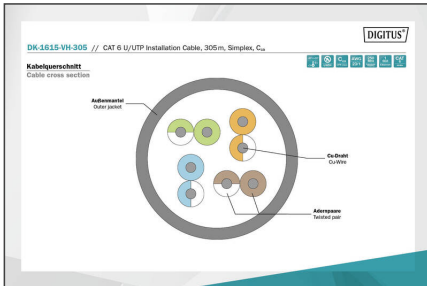 DIGITUS®
DK-1615-VH-305 // CAT 6 U/UTP Installation Cable, 305m, Simplex, Cca
Kabelquerschnitt
Cable cross section
Außenmantel
Outer jacket
Cu-Draht
Cu-Wire
Adernpaare
Twisted pair